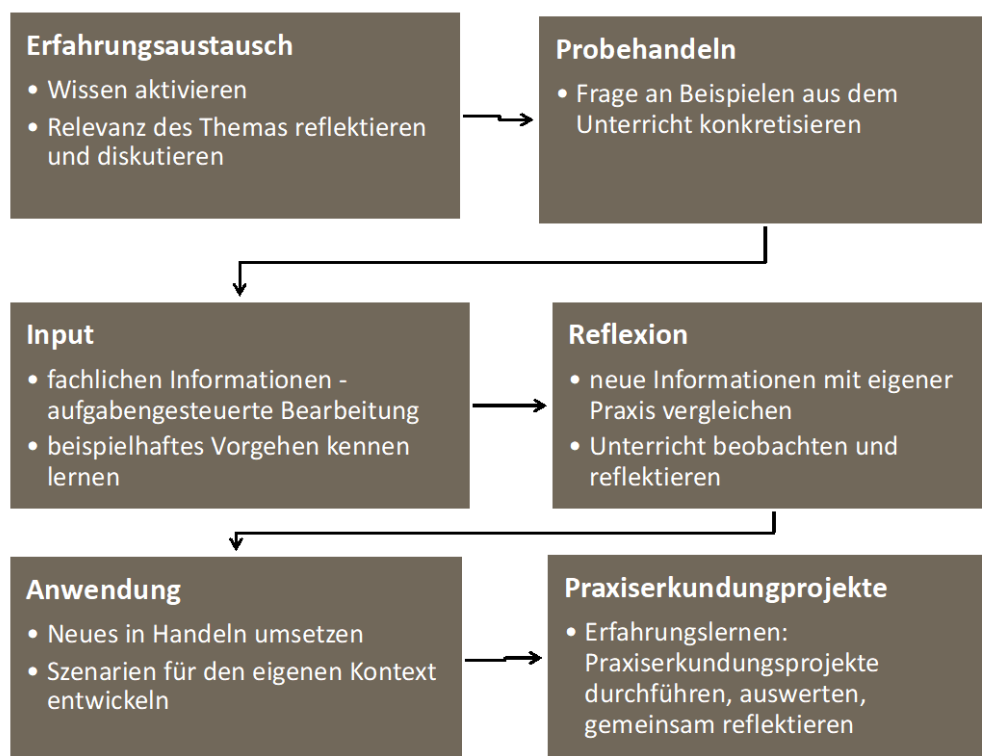 Erfahrungsaustausch
• Wissen aktivieren
• Relevanz des Themas reflektieren
und diskutieren
Probehandeln
• Frage an Beispielen aus dem
Unterricht konkretisieren
Input
• fachlichen Informationen -
aufgabengesteuerte Bearbeitung
• beispielhaftes Vorgehen kennen
lernen
Reflexion
• neue Informationen mit eigener
Praxis vergleichen
• Unterricht beobachten und
reflektieren
Anwendung
• Neues in Handeln umsetzen
• Szenarien für den eigenen Kontext
entwickeln
Praxiserkundungprojekte
• Erfahrungslernen:
Praxiserkundungsprojekte
durchführen, auswerten,
gemeinsam reflektieren